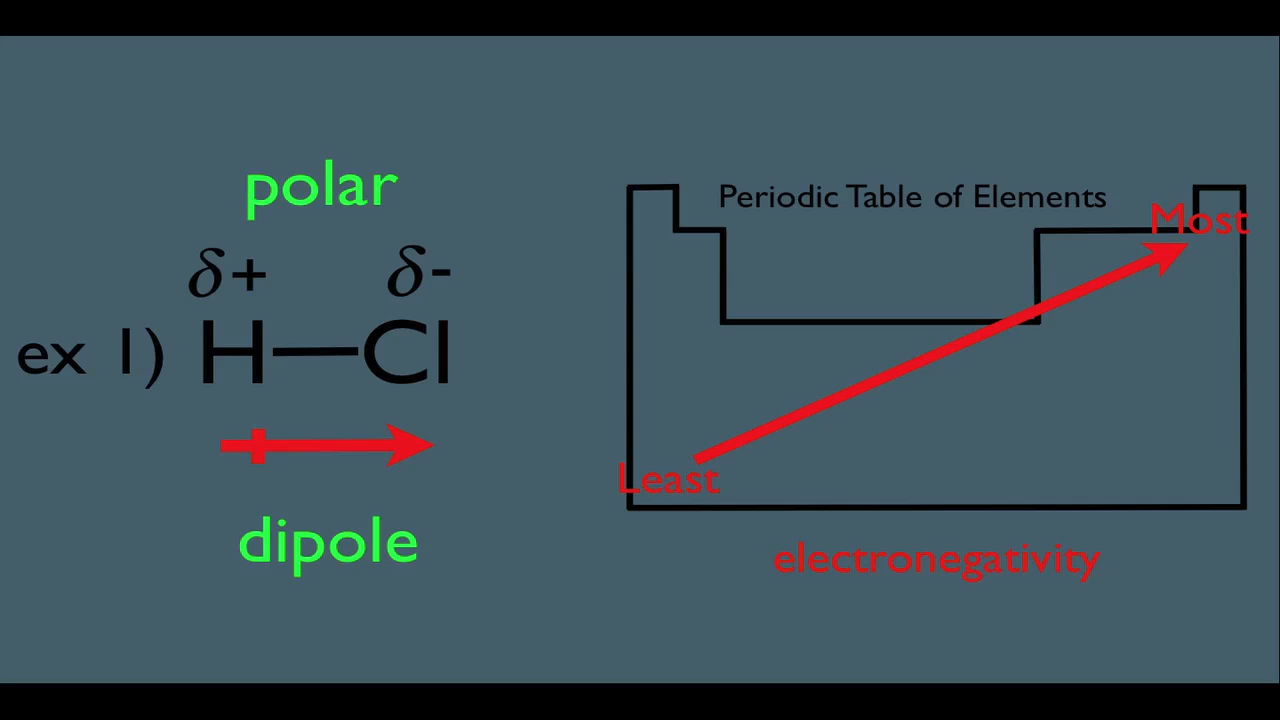 polar
δ+ δ-
ex 1) H—Cl
dipole
Periodic Table of Elements
Most
Least
electronegativity